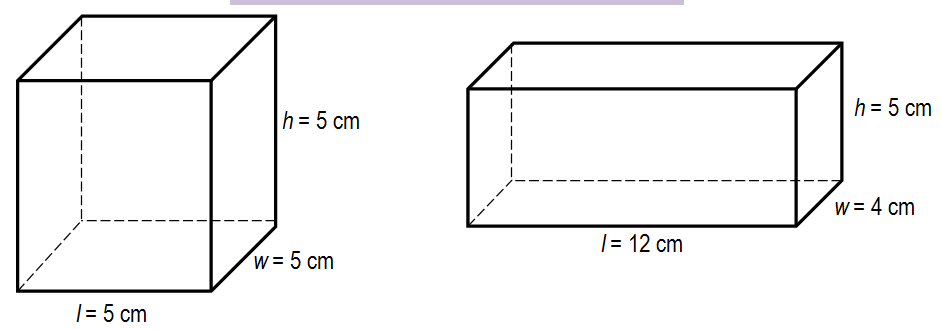 h = 5 cm
w = 5 cm
l = 5 cm
h = 5 cm
w = 4 cm
l = 12 cm